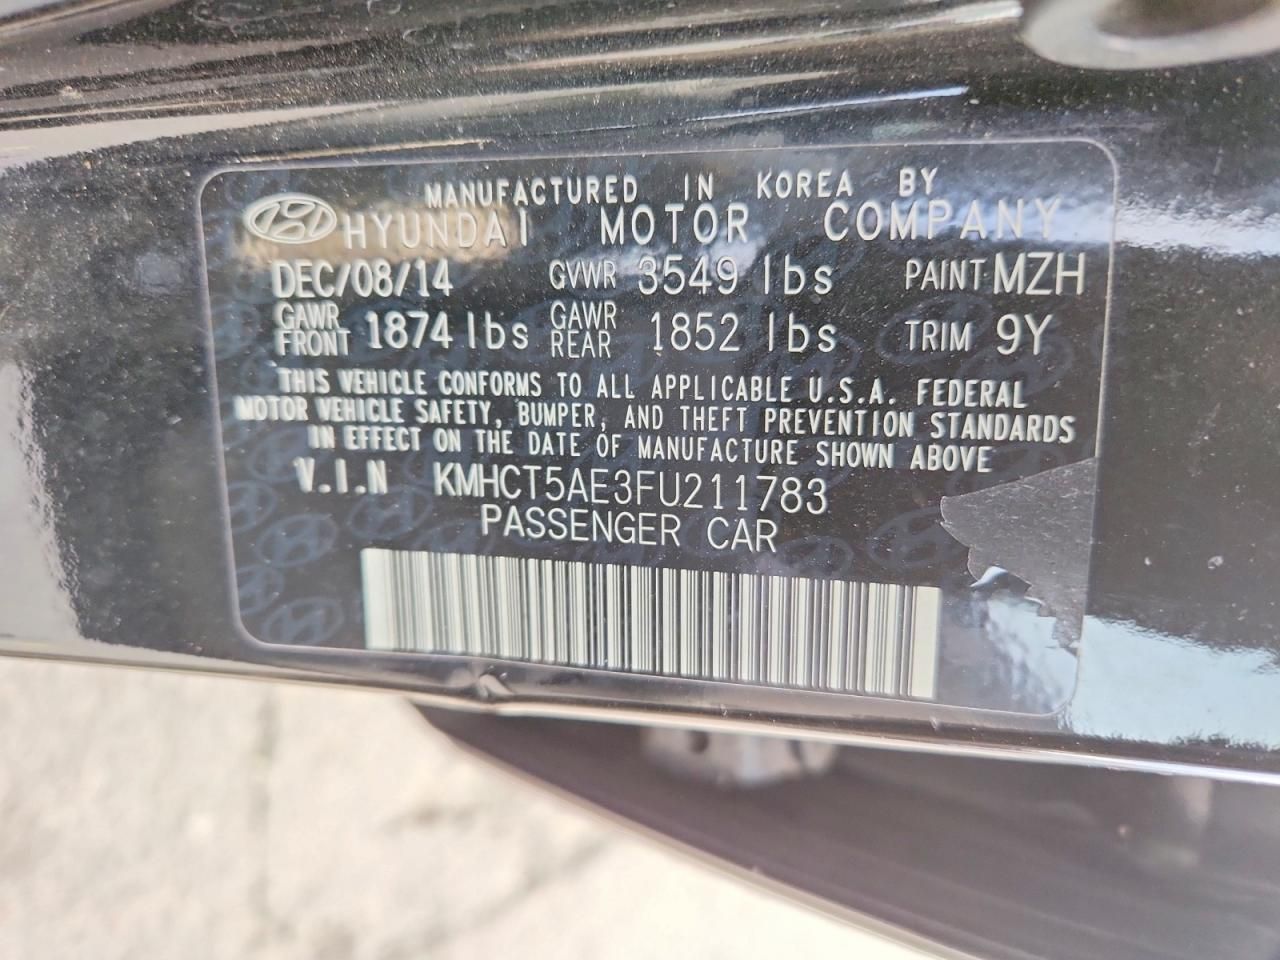 MANUFACTURED IN KOREA BY
HYUNDAI MOTOR COMPANY
DEC/08/14 GVWR 3549 lbs PAINT MZH
GAWR FRONT 1874 lbs GAWR REAR 1852 lbs TRIM 9Y
THIS VEHICLE CONFORMS TO ALL APPLICABLE U.S.A. FEDERAL
MOTOR VEHICLE SAFETY, BUMPER, AND THEFT PREVENTION STANDARDS
IN EFFECT ON THE DATE OF MANUFACTURE SHOWN ABOVE
V.I.N KMHCT5AE3FU211783
PASSENGER CAR